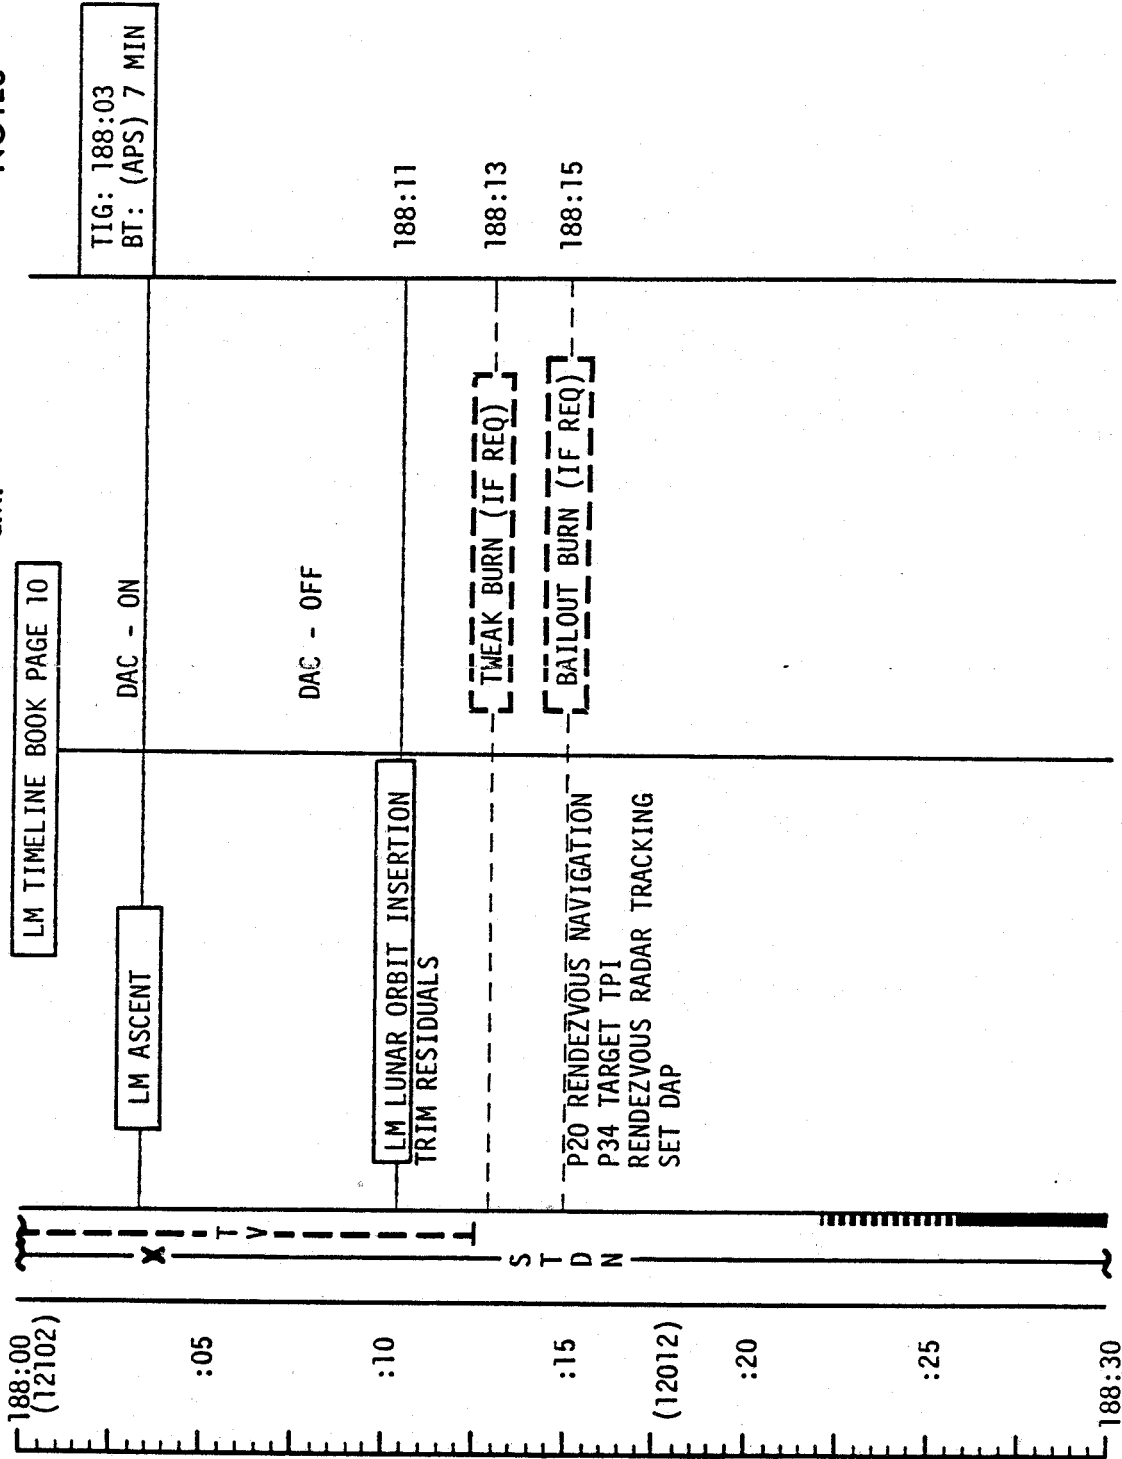 NOTES
LM TIMELINE BOOK PAGE 10
188:00
(12102)
LM ASCENT
DAC - ON
TIG: 188:03
BT: (APS) 7 MIN
:05
T V
DAC - OFF
:10
LM LUNAR ORBIT INSERTION
188:11
TRIM RESIDUALS
TWEAK BURN (IF REQ)
188:13
S T D N
:15
BAILOUT BURN (IF REQ)
188:15
P20 RENDEZVOUS NAVIGATION
P34 TARGET TPI
RENDEZVOUS RADAR TRACKING
SET DAP
(12012)
:20
:25
188:30